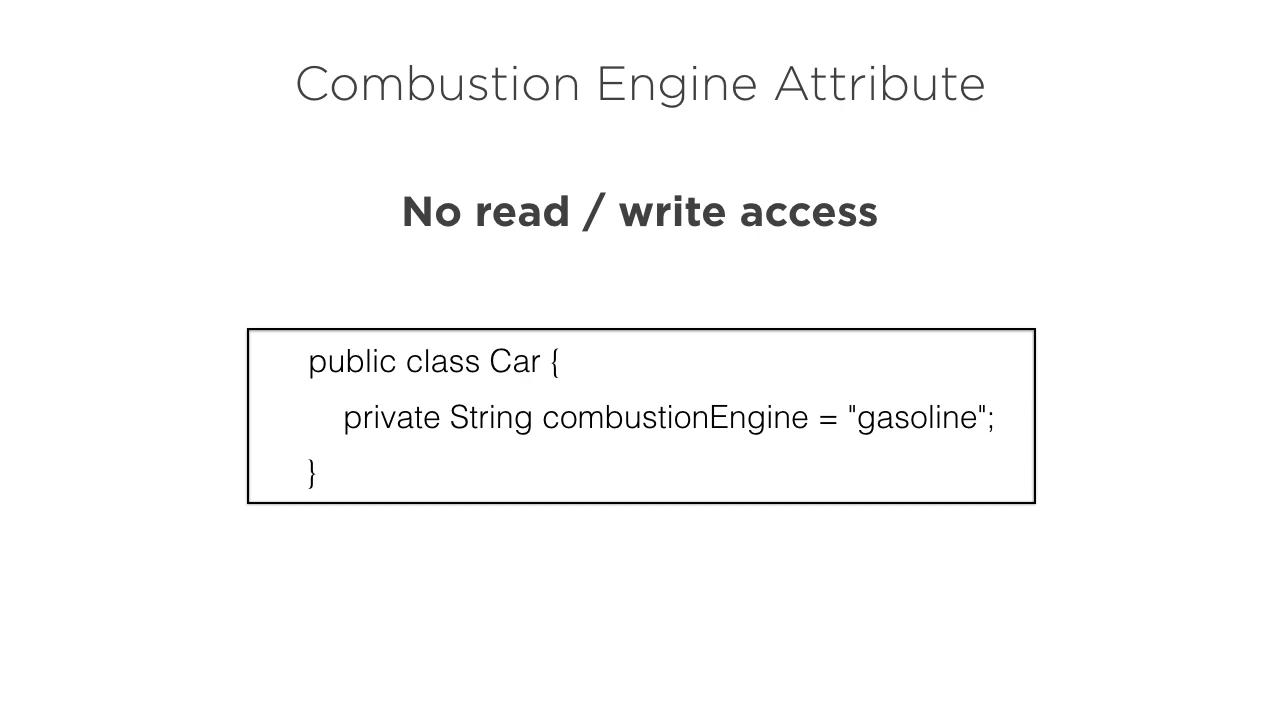 Combustion Engine Attribute
No read / write access
public class Car {
private String combustionEngine = "gasoline";
}